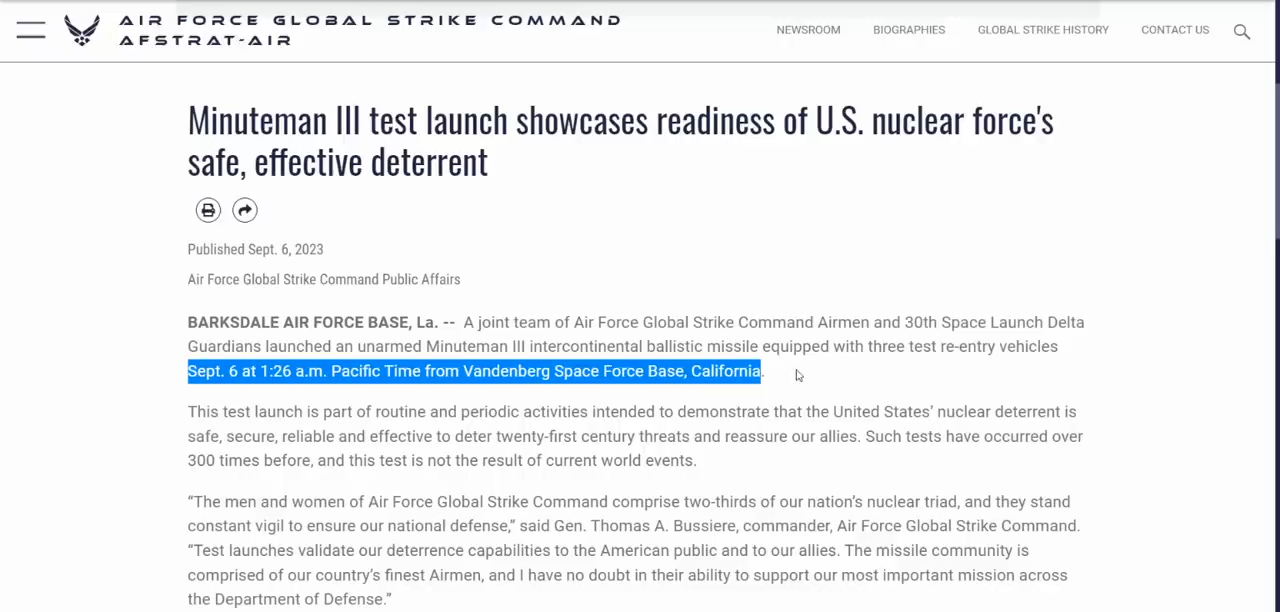 AIR FORCE GLOBAL STRIKE COMMAND
AFSTRAT-AIR
NEWSROOM BIOGRAPHIES GLOBAL STRIKE HISTORY CONTACT US
Minuteman III test launch showcases readiness of U.S. nuclear force's
safe, effective deterrent
Published Sept. 6, 2023
Air Force Global Strike Command Public Affairs
BARKSDALE AIR FORCE BASE, La. -- A joint team of Air Force Global Strike Command Airmen and 30th Space Launch Delta
Guardians launched an unarmed Minuteman III intercontinental ballistic missile equipped with three test re-entry vehicles
Sept. 6 at 1:26 a.m. Pacific Time from Vandenberg Space Force Base, California.
This test launch is part of routine and periodic activities intended to demonstrate that the United States’ nuclear deterrent is
safe, secure, reliable and effective to deter twenty-first century threats and reassure our allies. Such tests have occurred over
300 times before, and this test is not the result of current world events.
“The men and women of Air Force Global Strike Command comprise two-thirds of our nation’s nuclear triad, and they stand
constant vigil to ensure our national defense,” said Gen. Thomas A. Bussiere, commander, Air Force Global Strike Command.
“Test launches validate our deterrence capabilities to the American public and to our allies. The missile community is
comprised of our country’s finest Airmen, and I have no doubt in their ability to support our most important mission across
the Department of Defense.”